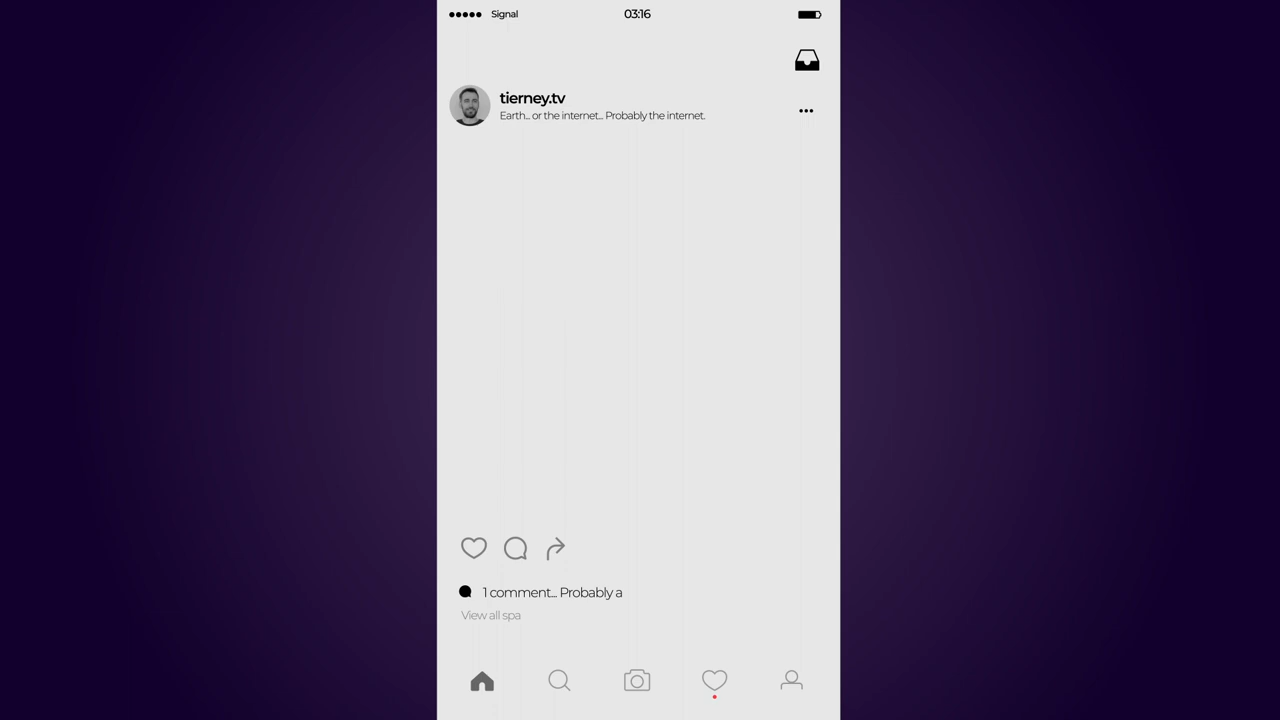 Signal
03:16
tierney.tv
Earth... or the internet... Probably the internet.
1 comment... Probably a
View all spa